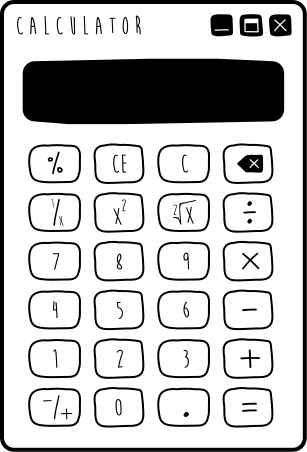 CALCULATOR
% CE C
1/x x² ²√x ÷
7 8 9 ×
4 5 6 −
1 2 3 +
−/+ 0 . =